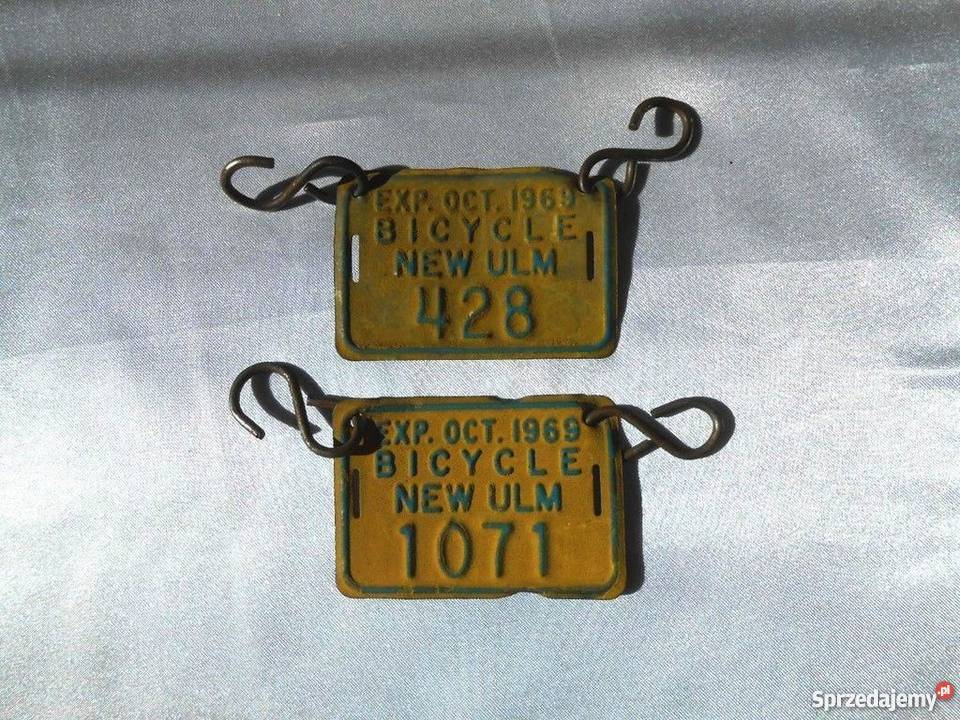 EXP. OCT. 1969
BICYCLE
NEW ULM
428
EXP. OCT. 1969
BICYCLE
NEW ULM
1071
Sprzedajemy.pl